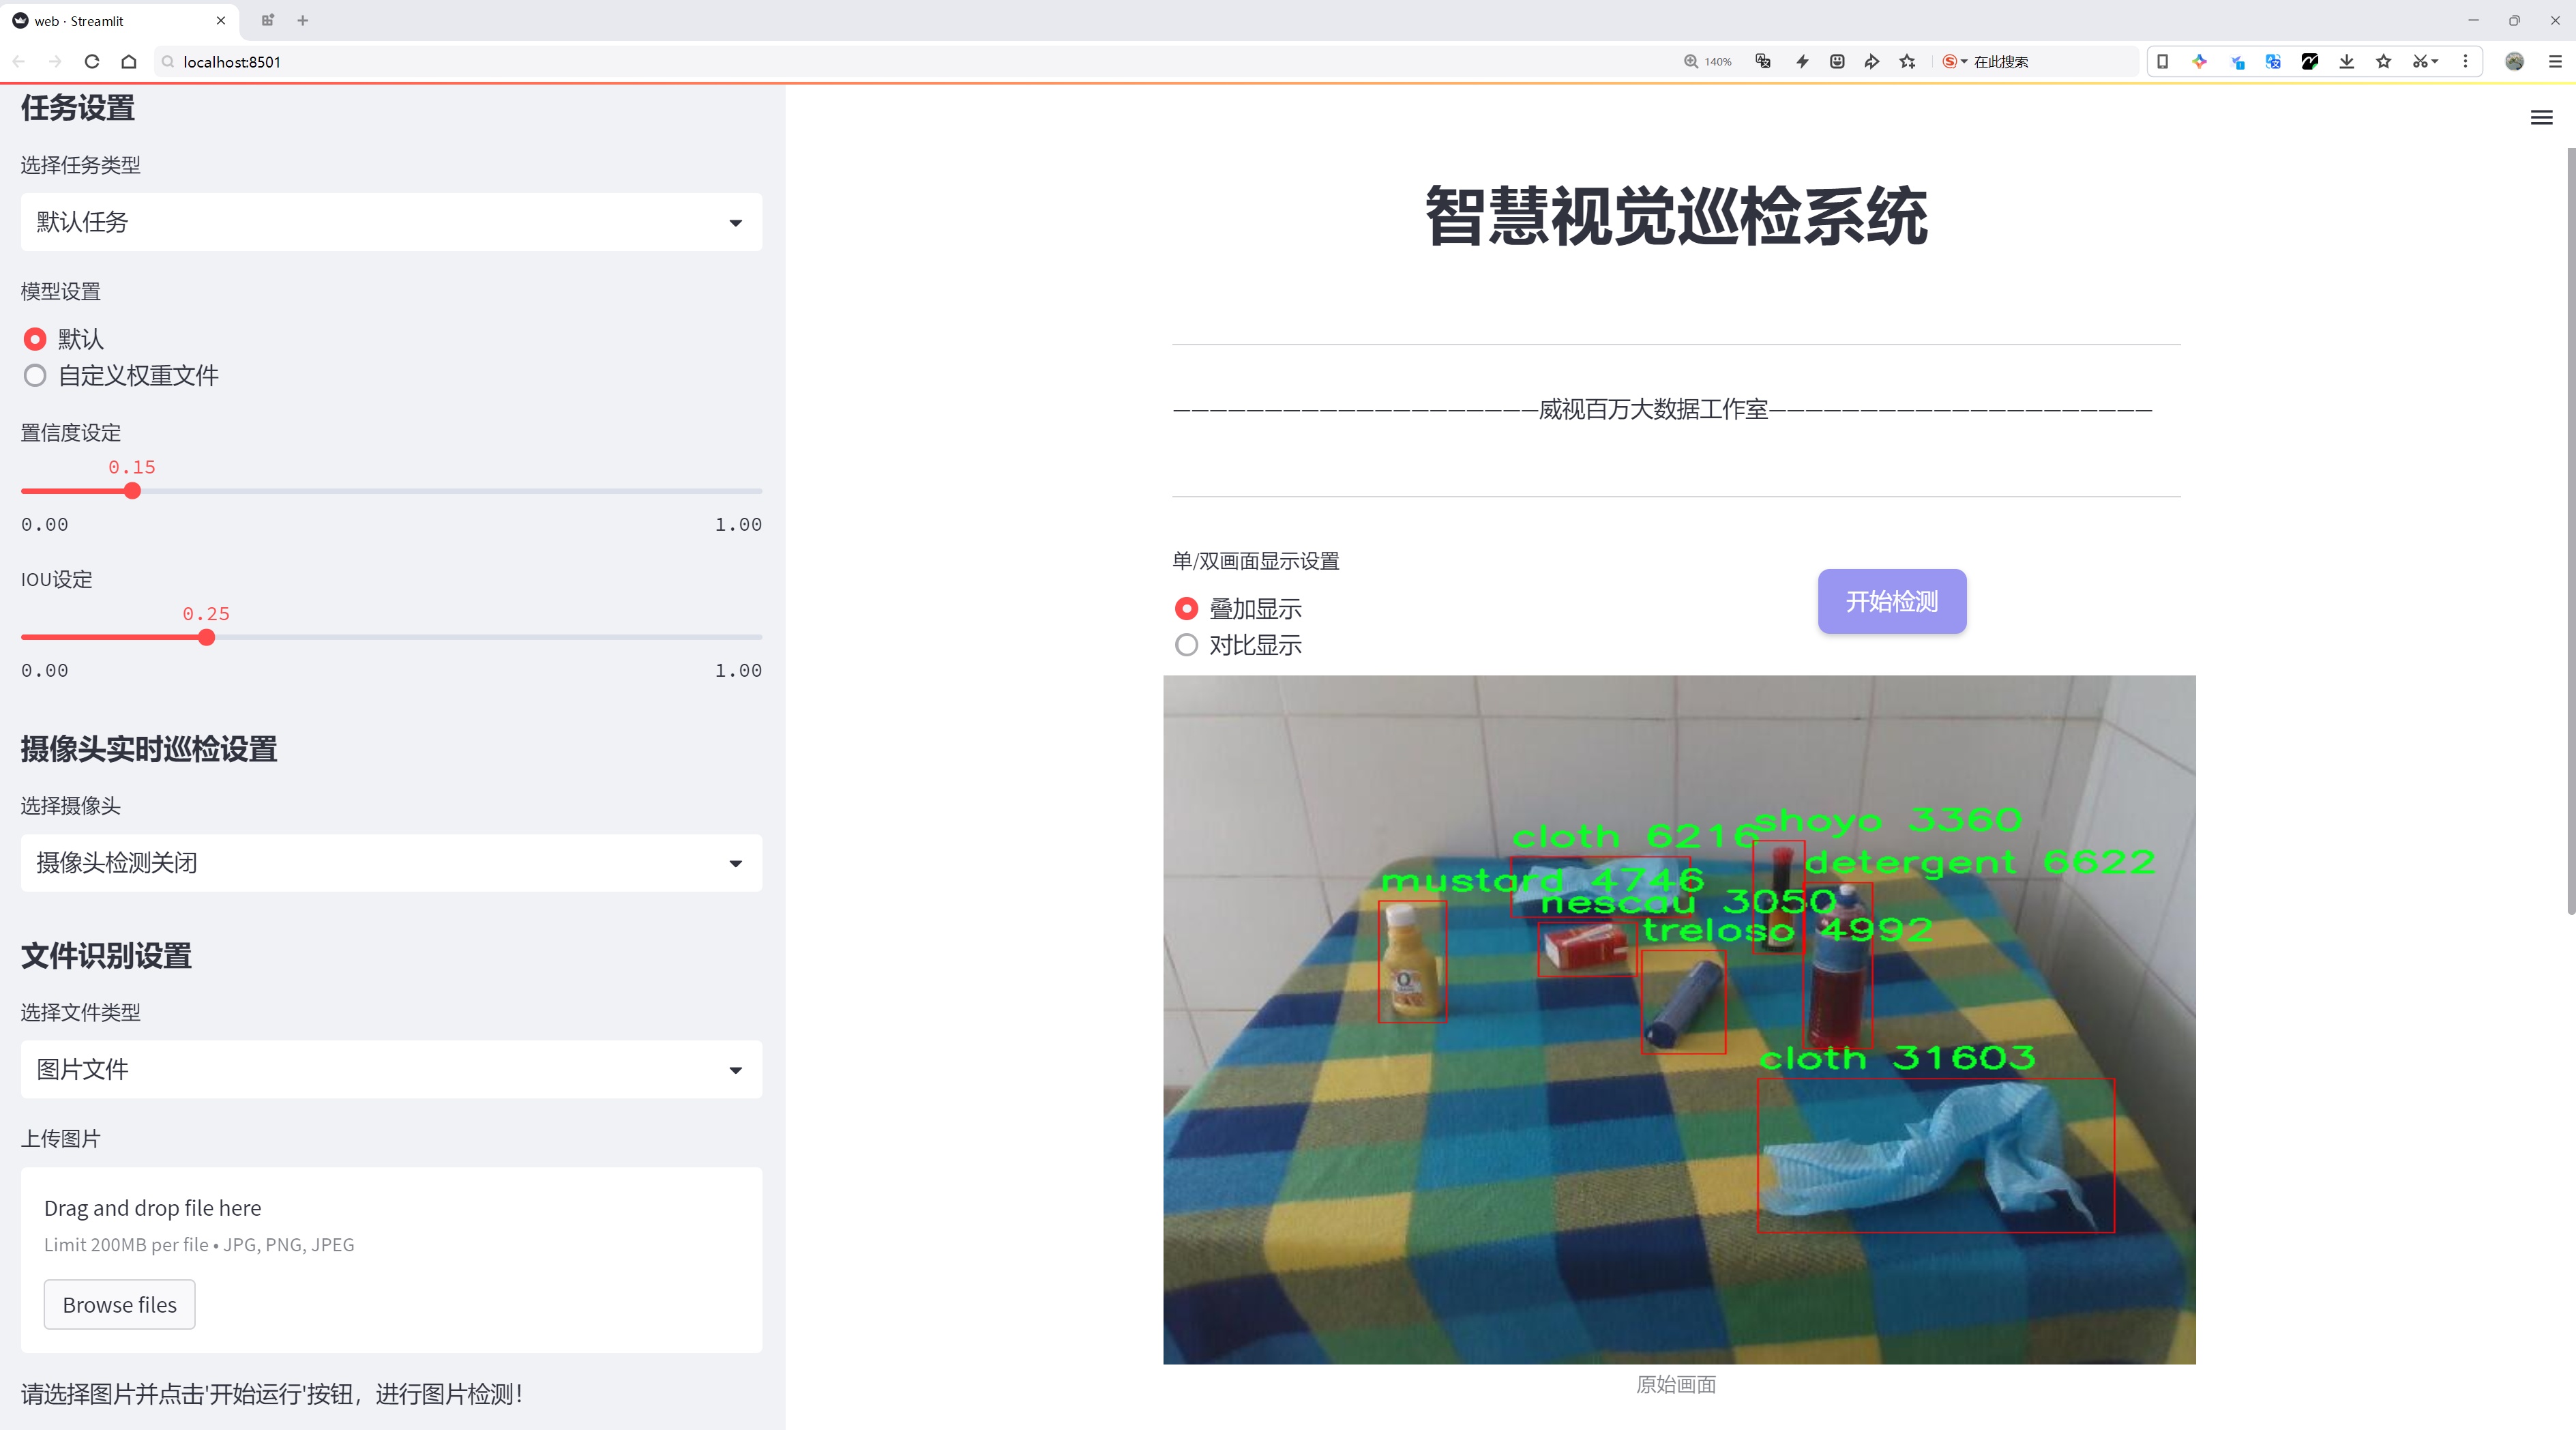 web · Streamlit
localhost:8501
140%
在此搜索
任务设置
选择任务类型
默认任务
模型设置
默认
自定义权重文件
置信度设定
0.15
0.00
1.00
IOU设定
0.25
0.00
1.00
摄像头实时巡检设置
选择摄像头
摄像头检测关闭
文件识别设置
选择文件类型
图片文件
上传图片
Drag and drop file here
Limit 200MB per file • JPG, PNG, JPEG
Browse files
请选择图片并点击'开始运行'按钮，进行图片检测！
智慧视觉巡检系统
————————————————————威视百万大数据工作室—————————————————————
单/双画面显示设置
叠加显示
对比显示
开始检测
shoyo 3360
cloth 6216
detergent 6622
mustard 4746
nescau 3050
treloso 4992
cloth 31603
原始画面